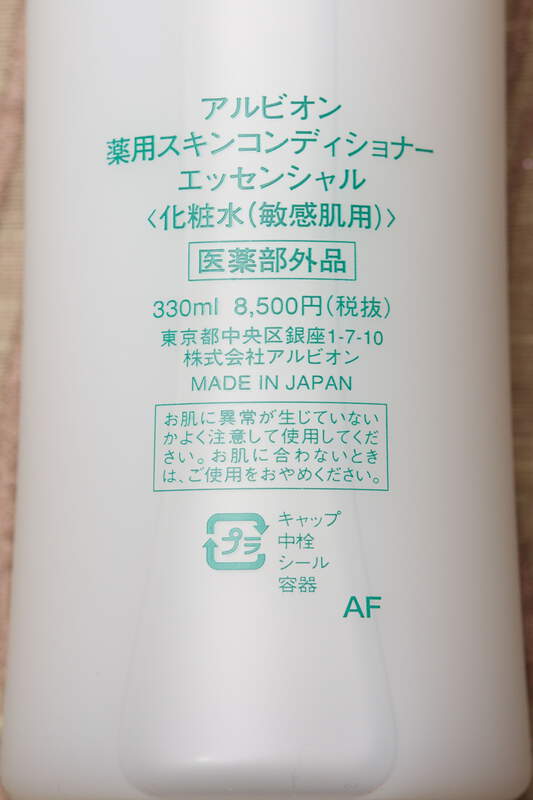 アルビオン
薬用スキンコンディショナー
エッセンシャル
〈化粧水(敏感肌用)〉
医薬部外品
330ml 8,500円(税抜)
東京都中央区銀座1-7-10
株式会社アルビオン
MADE IN JAPAN
お肌に異常が生じていない
かよく注意して使用してくだ
さい。お肌に合わないとき
は、ご使用をおやめください。
プラ
キャップ
中栓
シール
容器
AF